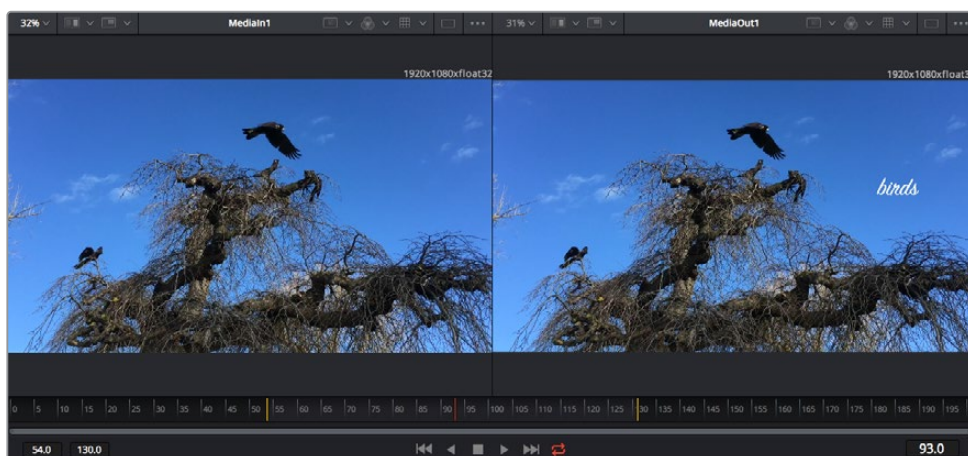 32% MediaIn1
31% MediaOut1
1920x1080xfloat32
1920x1080xfloat3
birds
0 5 10 15 20 25 30 35 40 45 50 55 60 65 70 75 80 85 90 95 100 105 110 115 120 125 130 135 140 145 150 155 160 165 170 175 180 185 190 195
54.0 130.0 93.0